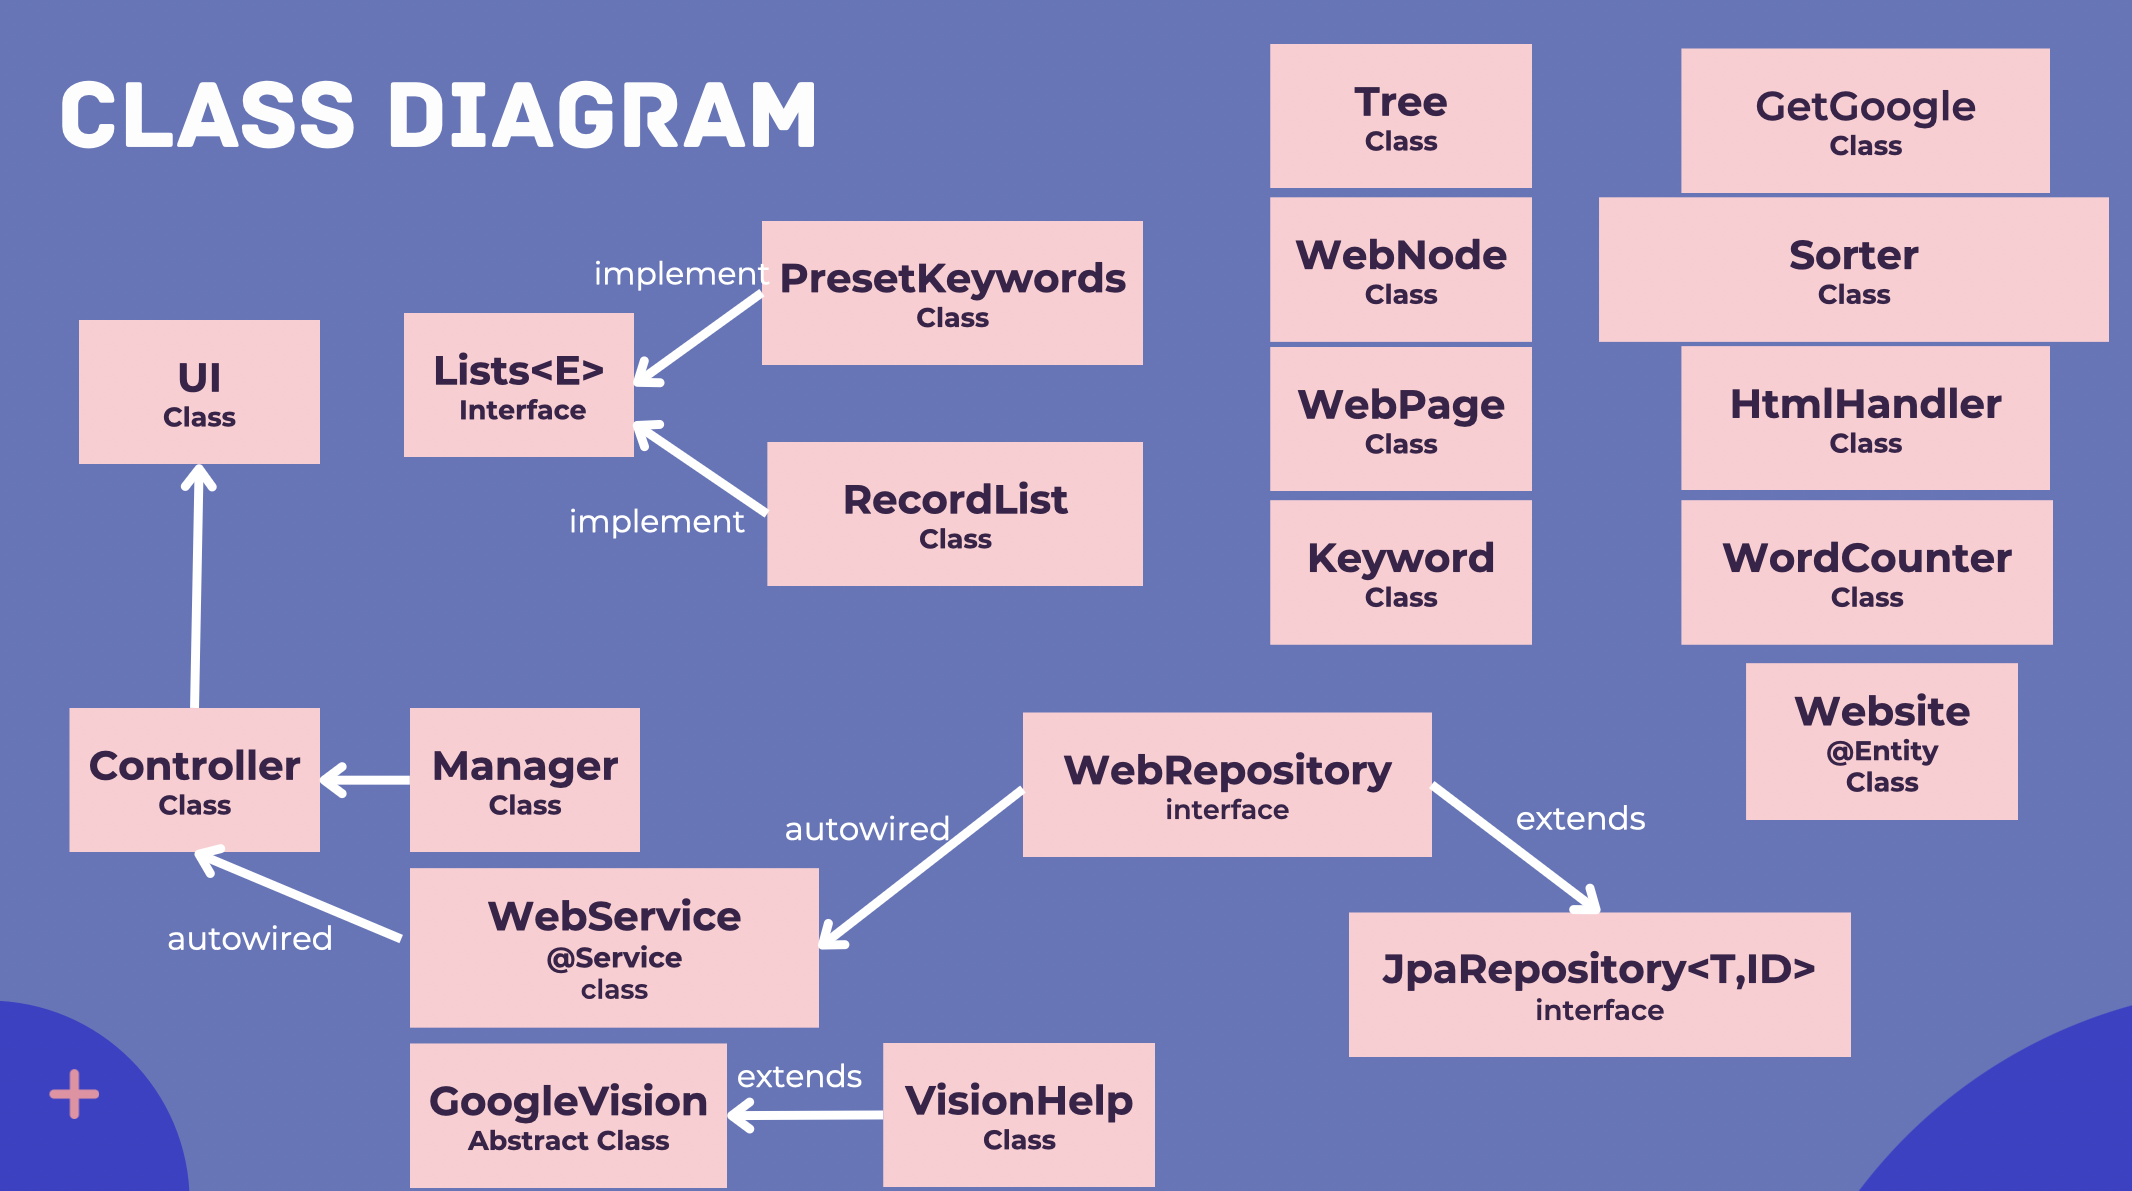 CLASS DIAGRAM
Tree
Class
GetGoogle
Class
WebNode
Class
Sorter
Class
implement
PresetKeywords
Class
UI
Class
Lists<E>
Interface
WebPage
Class
HtmlHandler
Class
implement
RecordList
Class
Keyword
Class
WordCounter
Class
Website
@Entity
Class
Controller
Class
Manager
Class
WebRepository
interface
autowired
extends
WebService
@Service
class
autowired
JpaRepository<T,ID>
interface
GoogleVision
Abstract Class
extends
VisionHelp
Class